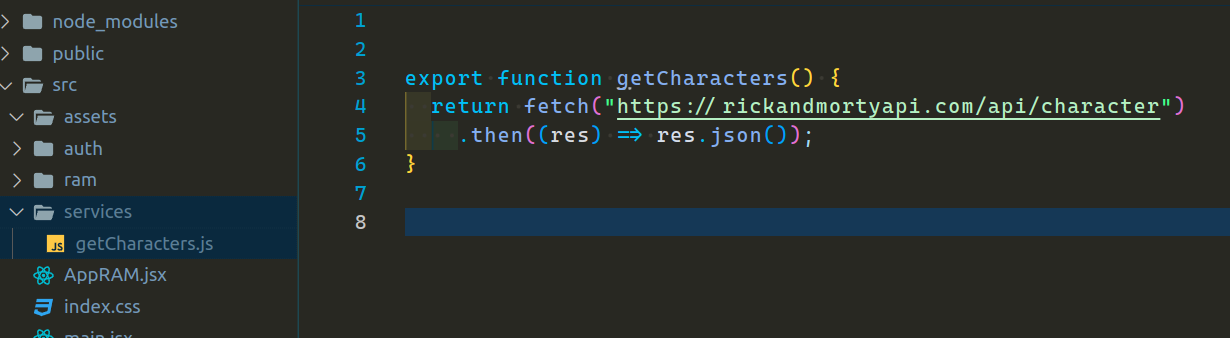 node_modules
public
src
assets
auth
ram
services
JS getCharacters.js
AppRAM.jsx
index.css
main.jsx
1
2
3 export function getCharacters() {
4 return fetch("https://rickandmortyapi.com/api/character")
5 .then((res) => res.json());
6 }
7
8